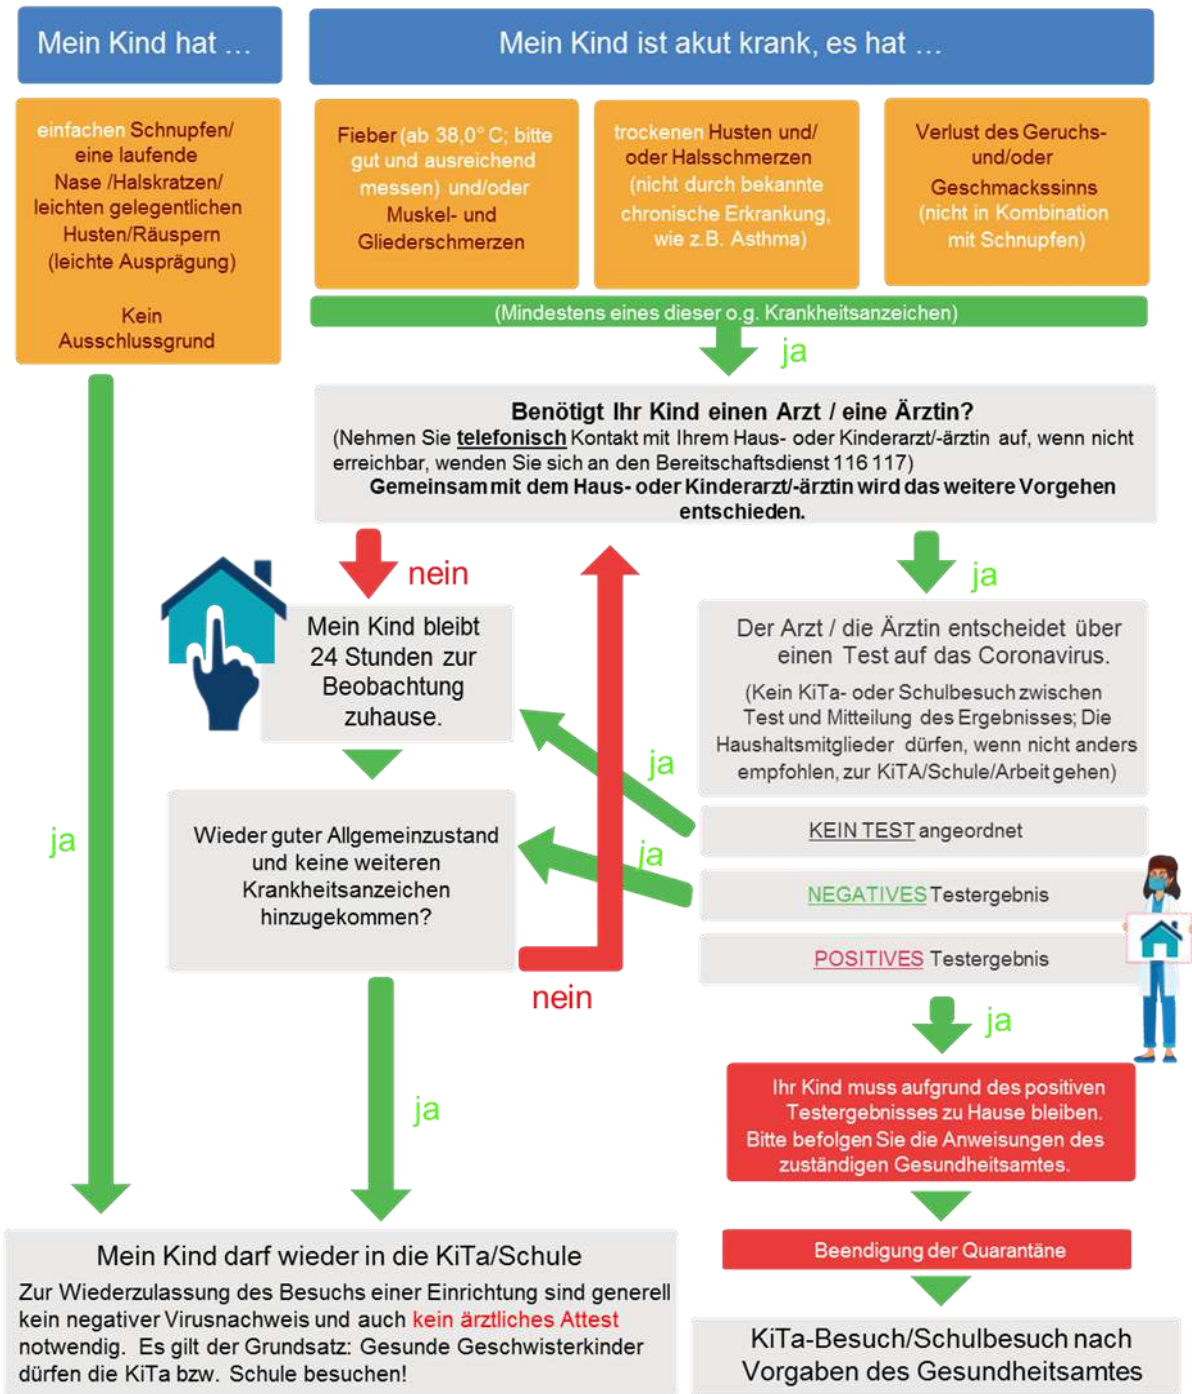 Mein Kind hat ...
einfachen Schnupfen/
eine laufende
Nase /Halskratzen/
leichten gelegentlichen
Husten/Räuspern
(leichte Ausprägung)
Kein
Ausschlussgrund
Mein Kind ist akut krank, es hat ...
Fieber (ab 38,0° C; bitte
gut und ausreichend
messen) und/oder
Muskel- und
Gliederschmerzen
trockenen Husten und/
oder Halsschmerzen
(nicht durch bekannte
chronische Erkrankung,
wie z.B. Asthma)
Verlust des Geruchs-
und/oder
Geschmackssinns
(nicht in Kombination
mit Schnupfen)
(Mindestens eines dieser o.g. Krankheitsanzeichen)
ja
Benötigt Ihr Kind einen Arzt / eine Ärztin?
(Nehmen Sie telefonisch Kontakt mit Ihrem Haus- oder Kinderarzt/-ärztin auf, wenn nicht
erreichbar, wenden Sie sich an den Bereitschaftsdienst 116 117)
Gemeinsam mit dem Haus- oder Kinderarzt/-ärztin wird das weitere Vorgehen
entschieden.
nein
ja
Mein Kind bleibt
24 Stunden zur
Beobachtung
zuhause.
Der Arzt / die Ärztin entscheidet über
einen Test auf das Coronavirus.
(Kein KiTa- oder Schulbesuch zwischen
Test und Mitteilung des Ergebnisses; Die
Haushaltsmitglieder dürfen, wenn nicht anders
empfohlen, zur KiTA/Schule/Arbeit gehen)
ja
KEIN TEST angeordnet
ja
ja
NEGATIVES Testergebnis
POSITIVES Testergebnis
Wieder guter Allgemeinzustand
und keine weiteren
Krankheitsanzeichen
hinzugekommen?
nein
ja
ja
Ihr Kind muss aufgrund des positiven
Testergebnisses zu Hause bleiben.
Bitte befolgen Sie die Anweisungen des
zuständigen Gesundheitsamtes.
Beendigung der Quarantäne
Mein Kind darf wieder in die KiTa/Schule
Zur Wiederzulassung des Besuchs einer Einrichtung sind generell
kein negativer Virusnachweis und auch kein ärztliches Attest
notwendig. Es gilt der Grundsatz: Gesunde Geschwisterkinder
dürfen die KiTa bzw. Schule besuchen!
KiTa-Besuch/Schulbesuch nach
Vorgaben des Gesundheitsamtes